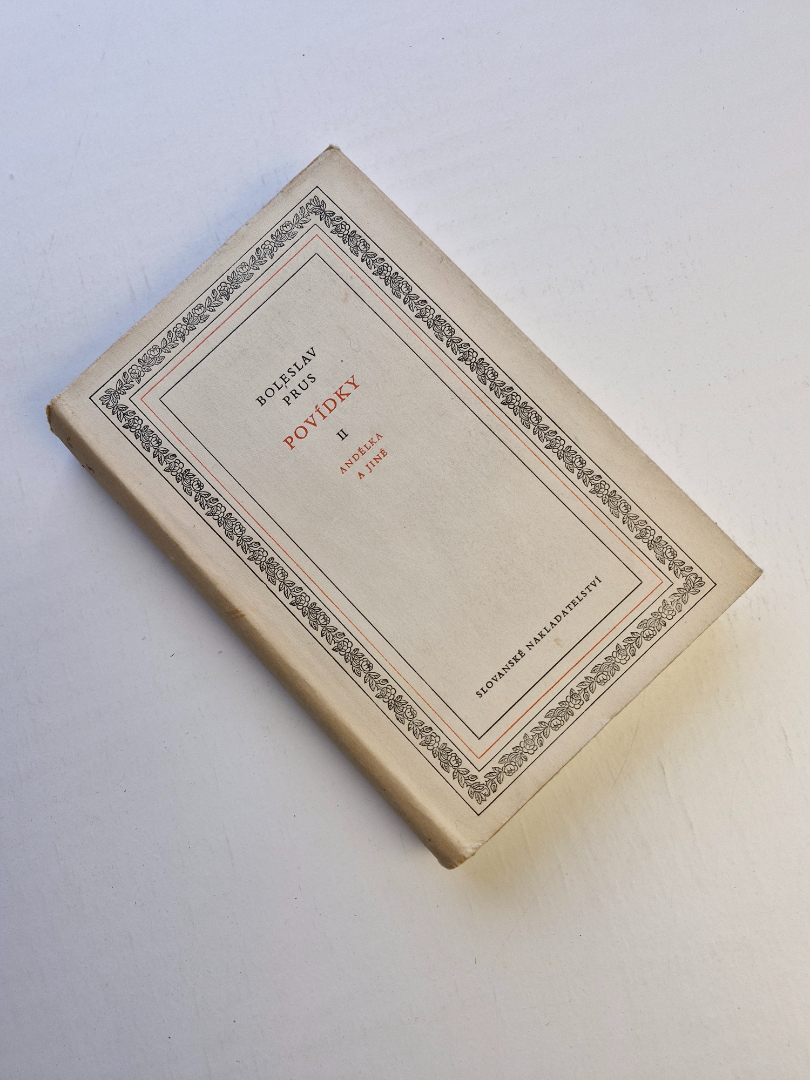 BOLESLAV
PRUS
POVÍDKY
II
ANDĚLKA
A JINÉ
SLOVANSKÉ NAKLADATELSTVÍ